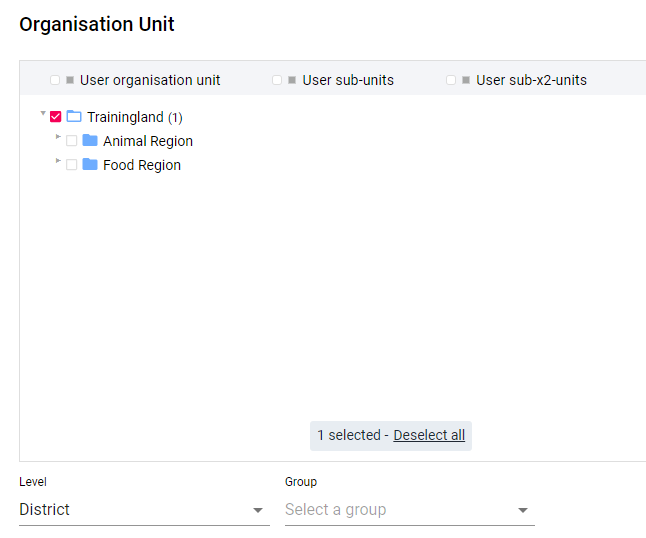 Organisation Unit
User organisation unit User sub-units User sub-x2-units
Trainingland (1)
Animal Region
Food Region
1 selected - Deselect all
Level Group
District Select a group